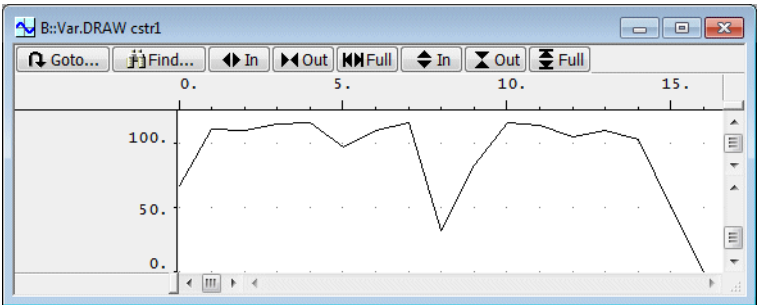 B::Var.DRAW cstr1
Goto... Find... In Out Full In Out Full
0. 5. 10. 15.
100.
50.
0.